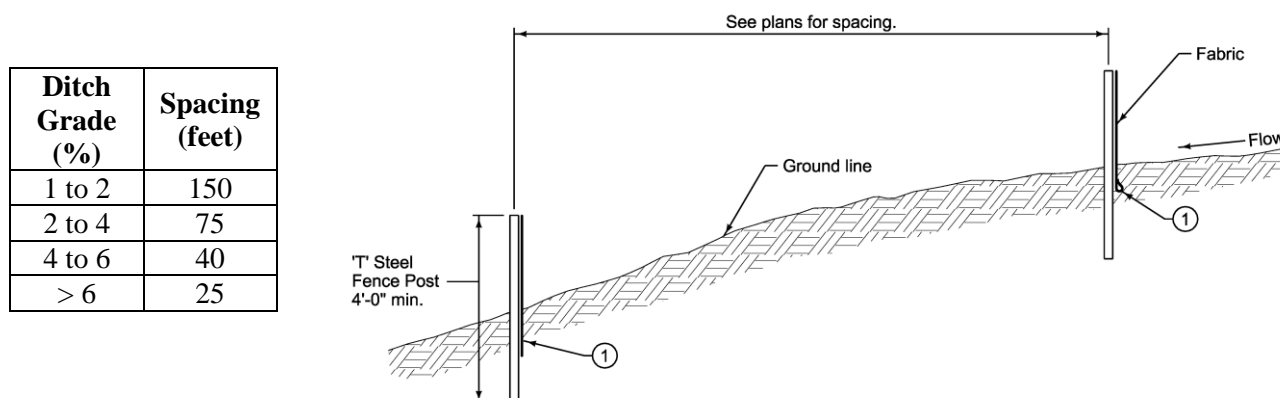 Ditch
Grade
(%)
Spacing
(feet)
1 to 2 150
2 to 4 75
4 to 6 40
> 6 25
See plans for spacing.
Fabric
Flow
Ground line
1
'T' Steel
Fence Post
4'-0" min.
1